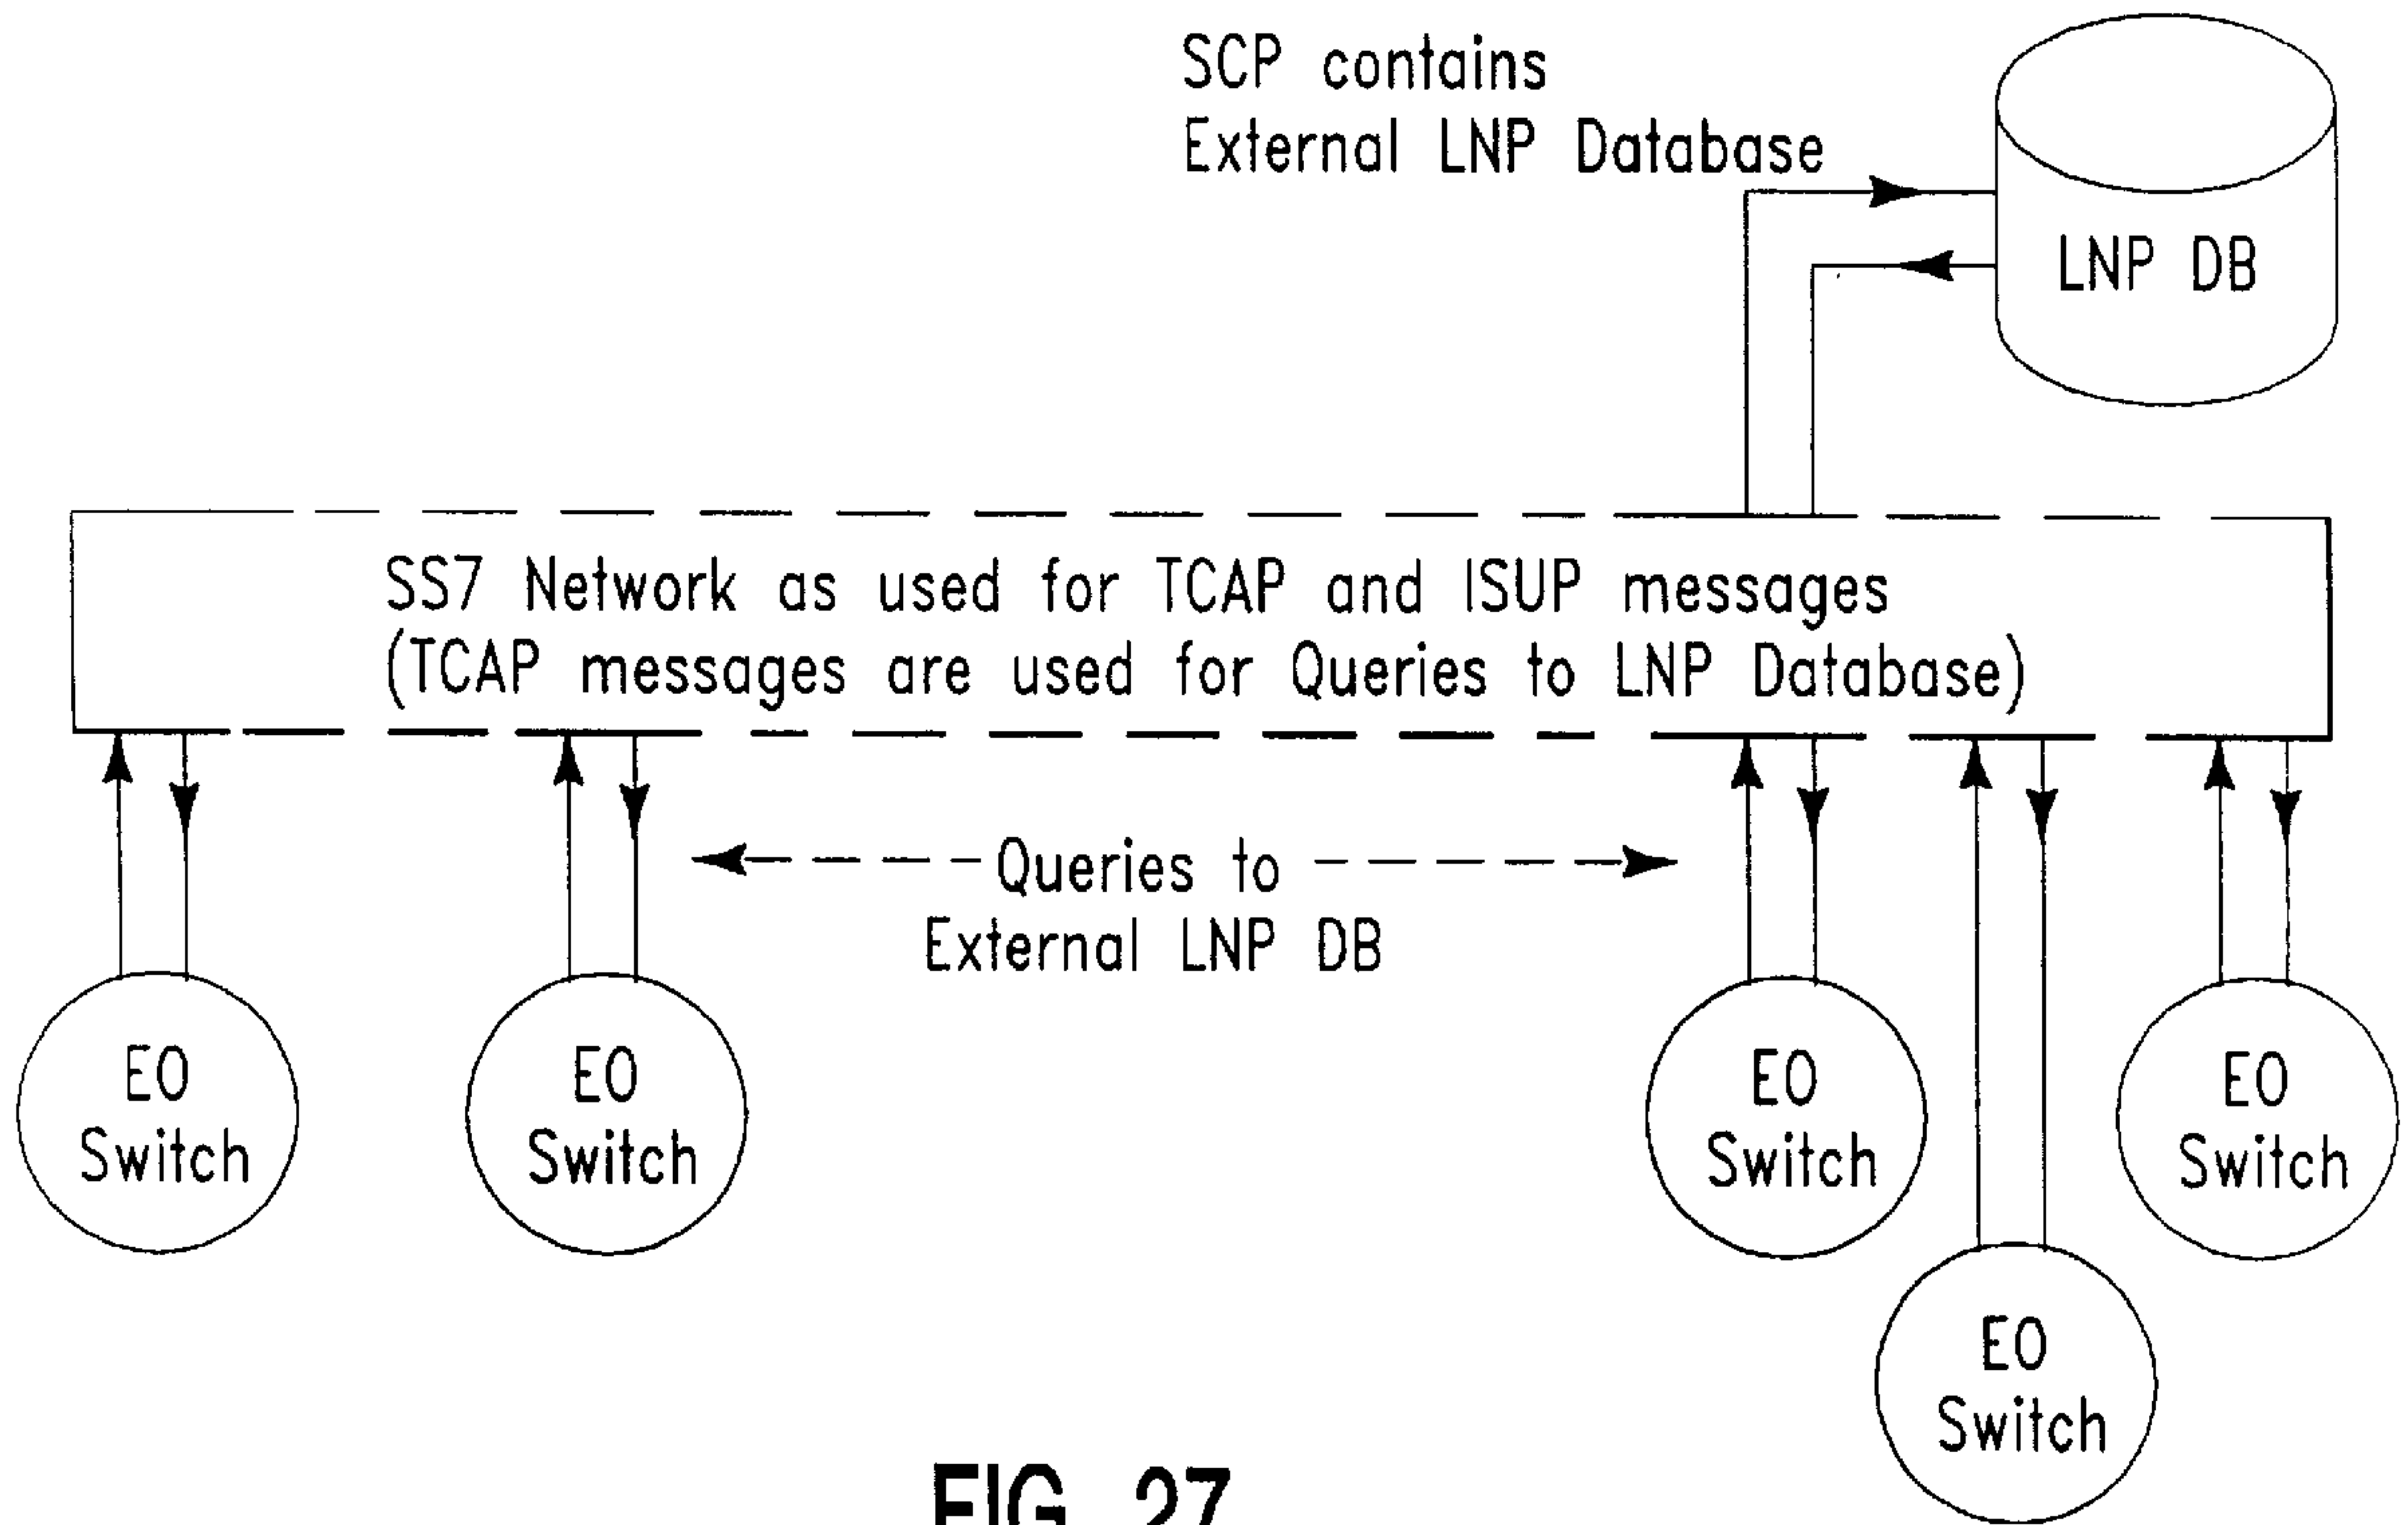 SCP contains
External LNP Database
LNP DB
SS7 Network as used for TCAP and ISUP messages
(TCAP messages are used for Queries to LNP Database)
Queries to
External LNP DB
EO
Switch
EO
Switch
EO
Switch
EO
Switch
EO
Switch
FIG. 27